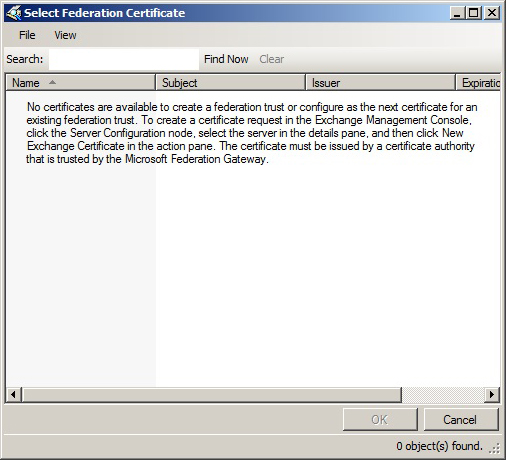 Select Federation Certificate
File View
Search: Find Now Clear
Name Subject Issuer Expiratio
No certificates are available to create a federation trust or configure as the next certificate for an
existing federation trust. To create a certificate request in the Exchange Management Console,
click the Server Configuration node, select the server in the details pane, and then click New
Exchange Certificate in the action pane. The certificate must be issued by a certificate authority
that is trusted by the Microsoft Federation Gateway.
OK Cancel
0 object(s) found.